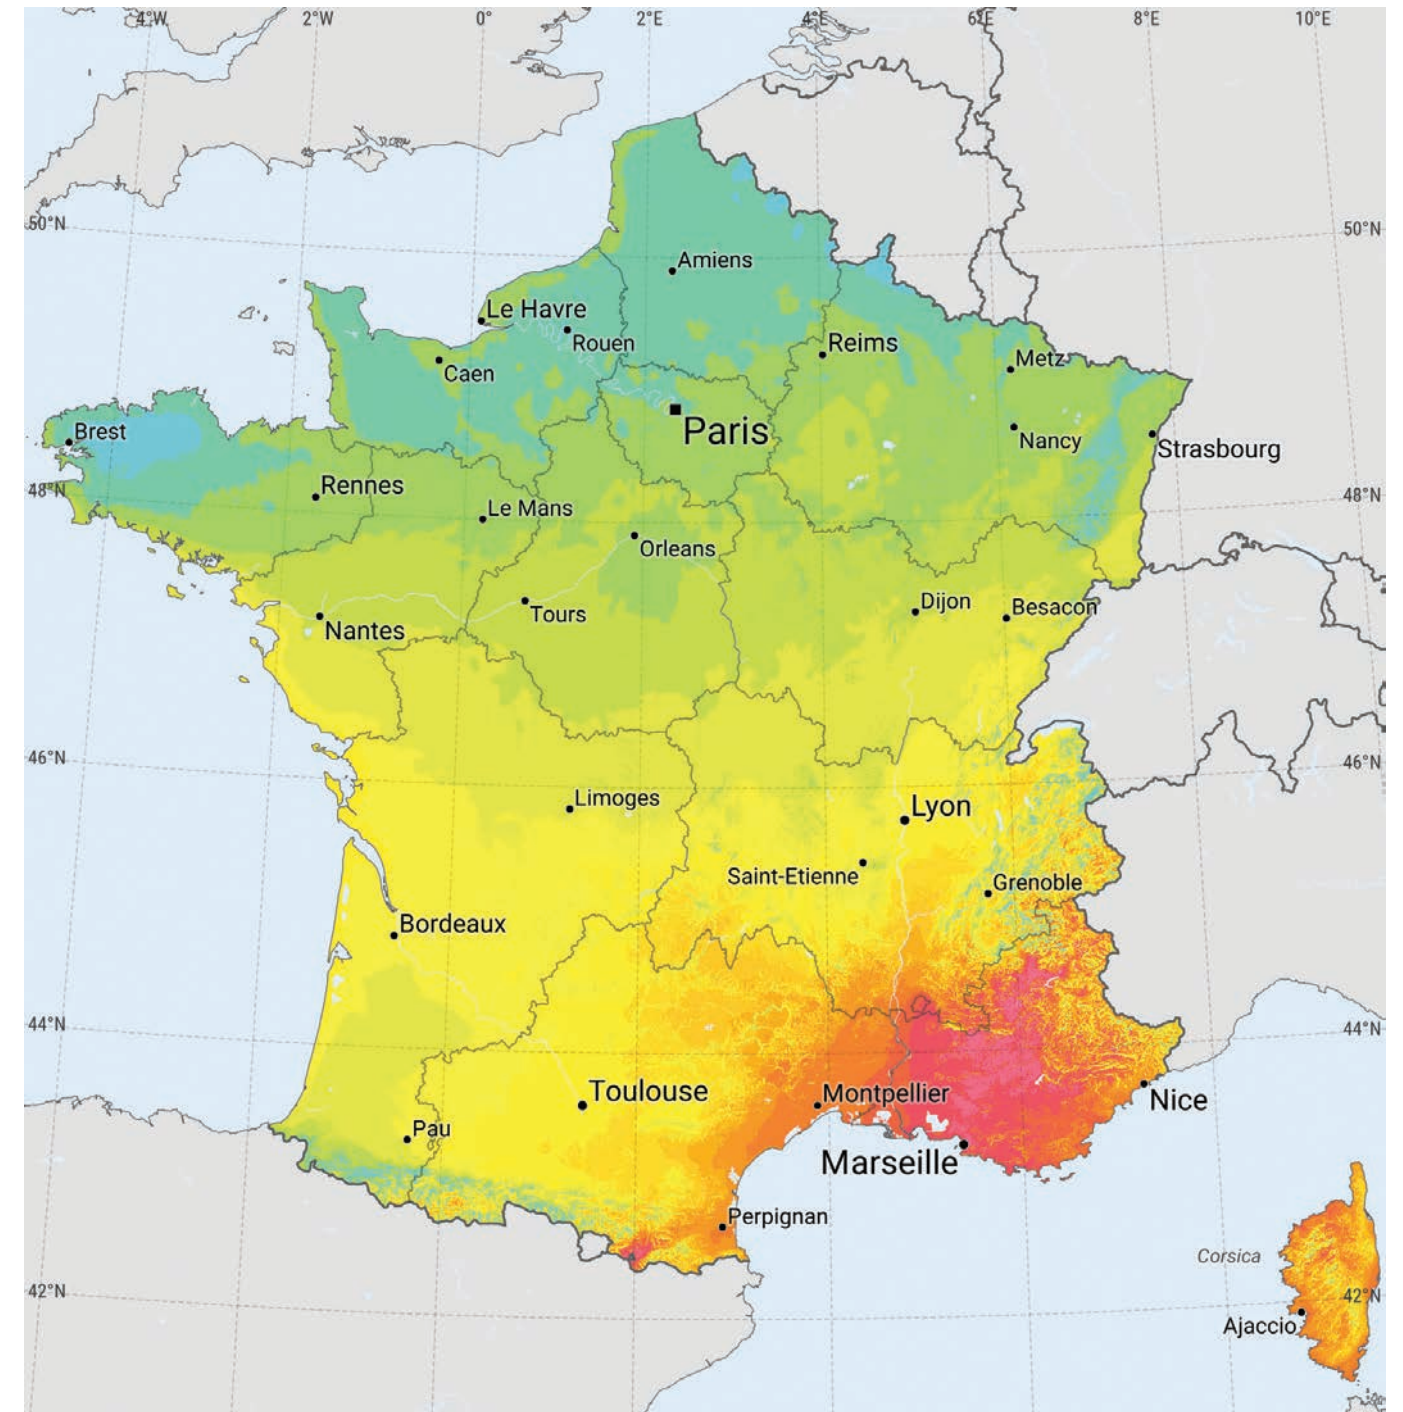 4°W
2°W
0°
2°E
4°E
6°E
8°E
10°E
50°N
50°N
Amiens
Le Havre
Rouen
Reims
Caen
Metz
Brest
Paris
Nancy
Strasbourg
48°N
Rennes
48°N
Le Mans
Orleans
Tours
Dijon
Besacon
Nantes
46°N
46°N
Limoges
Lyon
Saint-Etienne
Grenoble
Bordeaux
44°N
44°N
Toulouse
Montpellier
Nice
Pau
Marseille
Perpignan
Corsica
42°N
42°N
Ajaccio